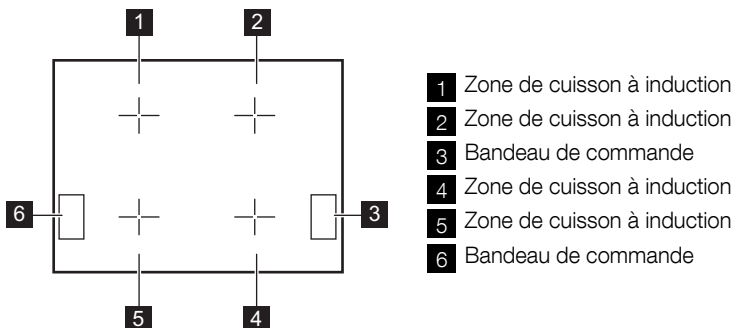 1 2
6 3
5 4
1 Zone de cuisson à induction
2 Zone de cuisson à induction
3 Bandeau de commande
4 Zone de cuisson à induction
5 Zone de cuisson à induction
6 Bandeau de commande